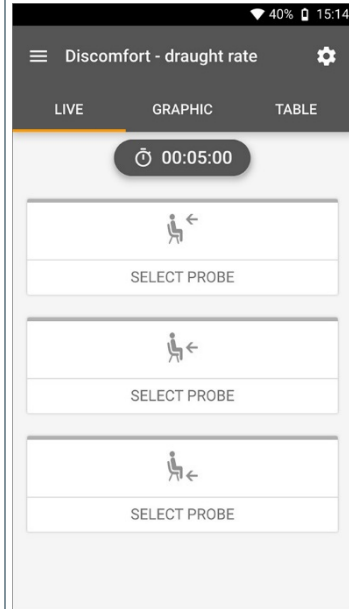 40% 15:14
Discomfort - draught rate
LIVE GRAPHIC TABLE
00:05:00
SELECT PROBE
SELECT PROBE
SELECT PROBE